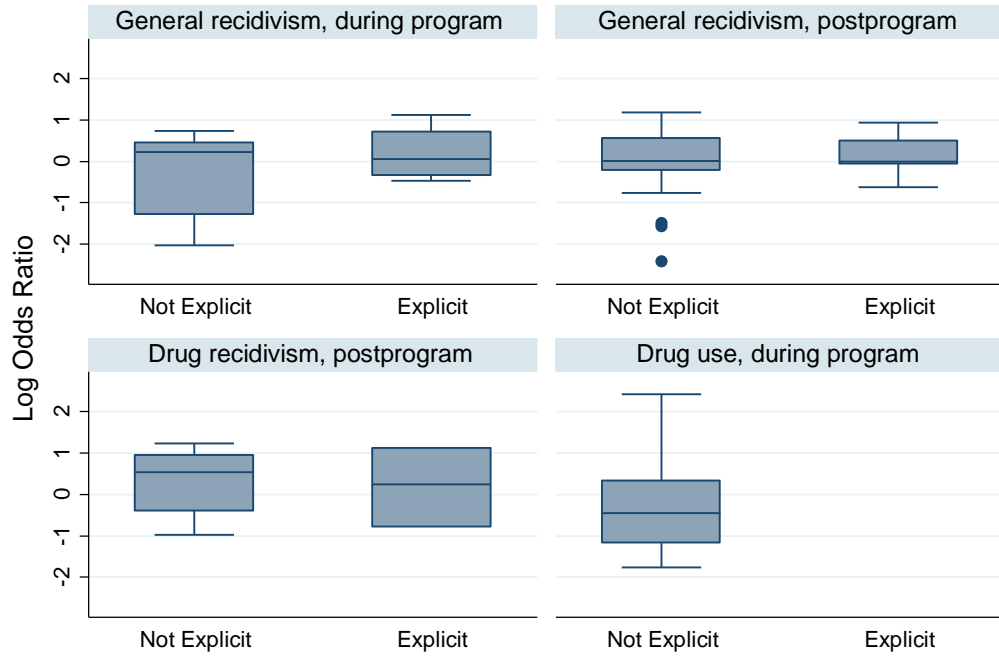 General recidivism, during program
General recidivism, postprogram
2
1
0
-1
-2
Not Explicit
Explicit
Not Explicit
Explicit
Drug recidivism, postprogram
Drug use, during program
2
1
0
-1
-2
Not Explicit
Explicit
Not Explicit
Explicit
Log Odds Ratio